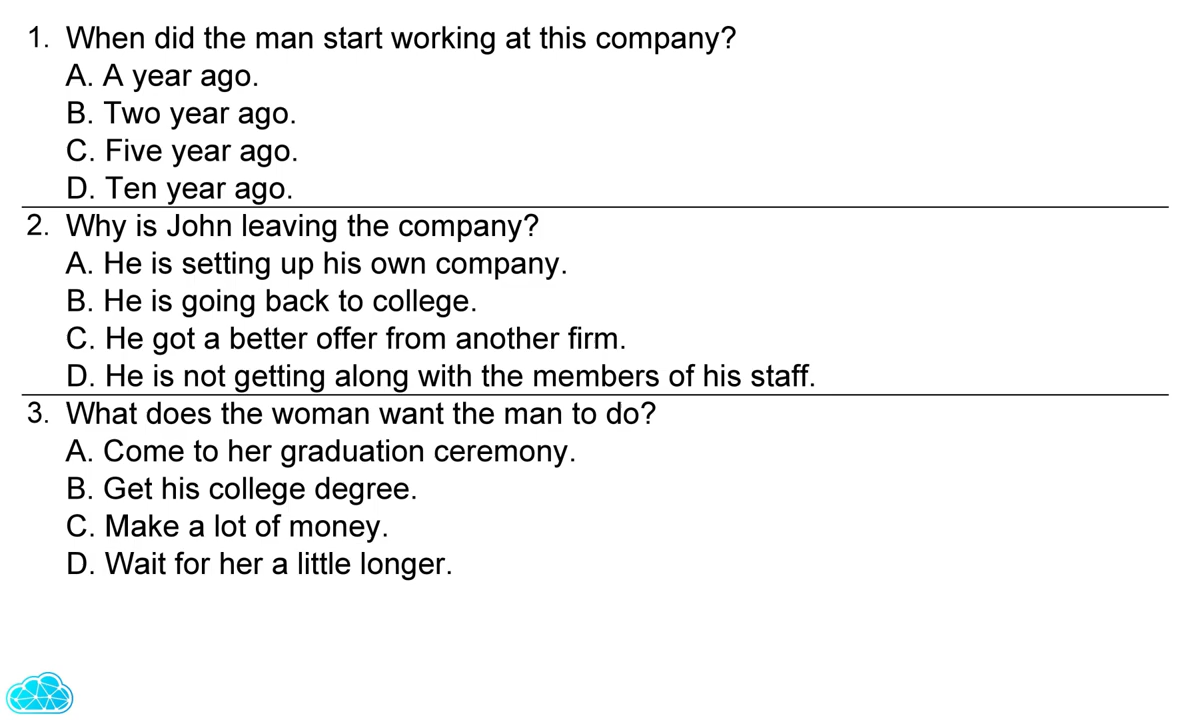 1. When did the man start working at this company?
A. A year ago.
B. Two year ago.
C. Five year ago.
D. Ten year ago.
2. Why is John leaving the company?
A. He is setting up his own company.
B. He is going back to college.
C. He got a better offer from another firm.
D. He is not getting along with the members of his staff.
3. What does the woman want the man to do?
A. Come to her graduation ceremony.
B. Get his college degree.
C. Make a lot of money.
D. Wait for her a little longer.